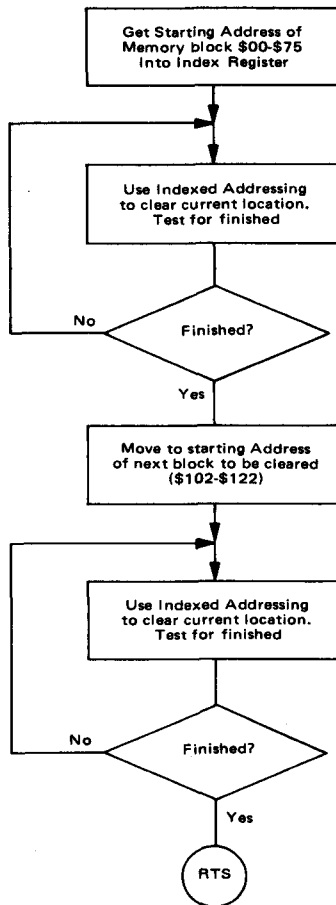 Get Starting Address of
Memory block $00-$75
Into Index Register
Use Indexed Addressing
to clear current location.
Test for finished
No
Finished?
Yes
Move to starting Address
of next block to be cleared
($102-$122)
Use Indexed Addressing
to clear current location.
Test for finished
No
Finished?
Yes
RTS